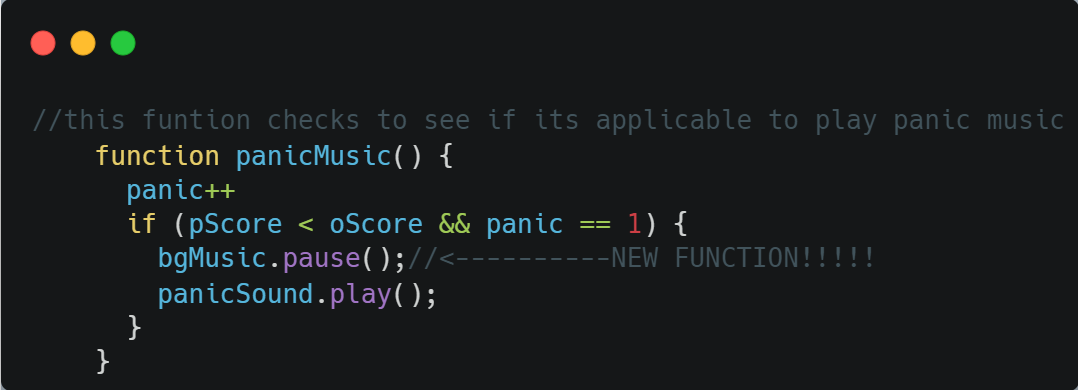 //this funtion checks to see if its applicable to play panic music
    function panicMusic() {
      panic++
      if (pScore < oScore && panic == 1) {
        bgMusic.pause();//<----------NEW FUNCTION!!!!!
        panicSound.play();
      }
    }